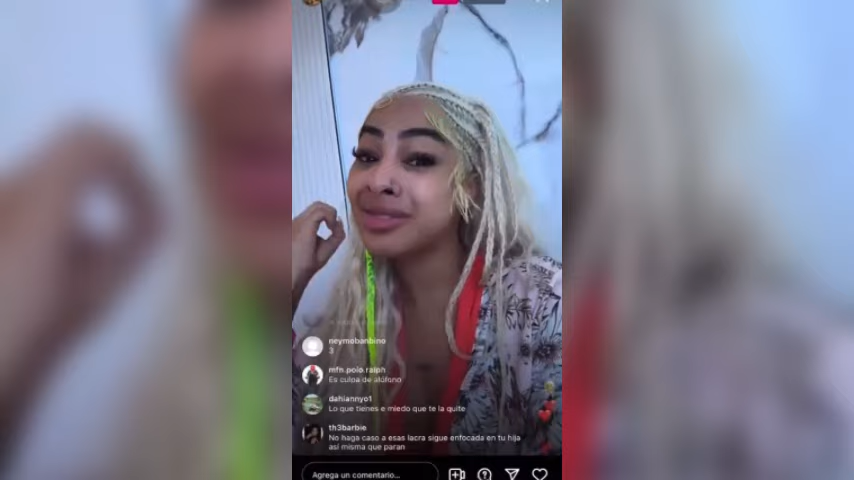 neymobanbino
3
mfn.polo.ralph
Es culpa de alófono
dahiannyo1
Lo que tienes e miedo que te la quite
th3barbie
No haga caso a esas lacra sigue enfocada en tu hija
así misma que paran
Agrega un comentario...